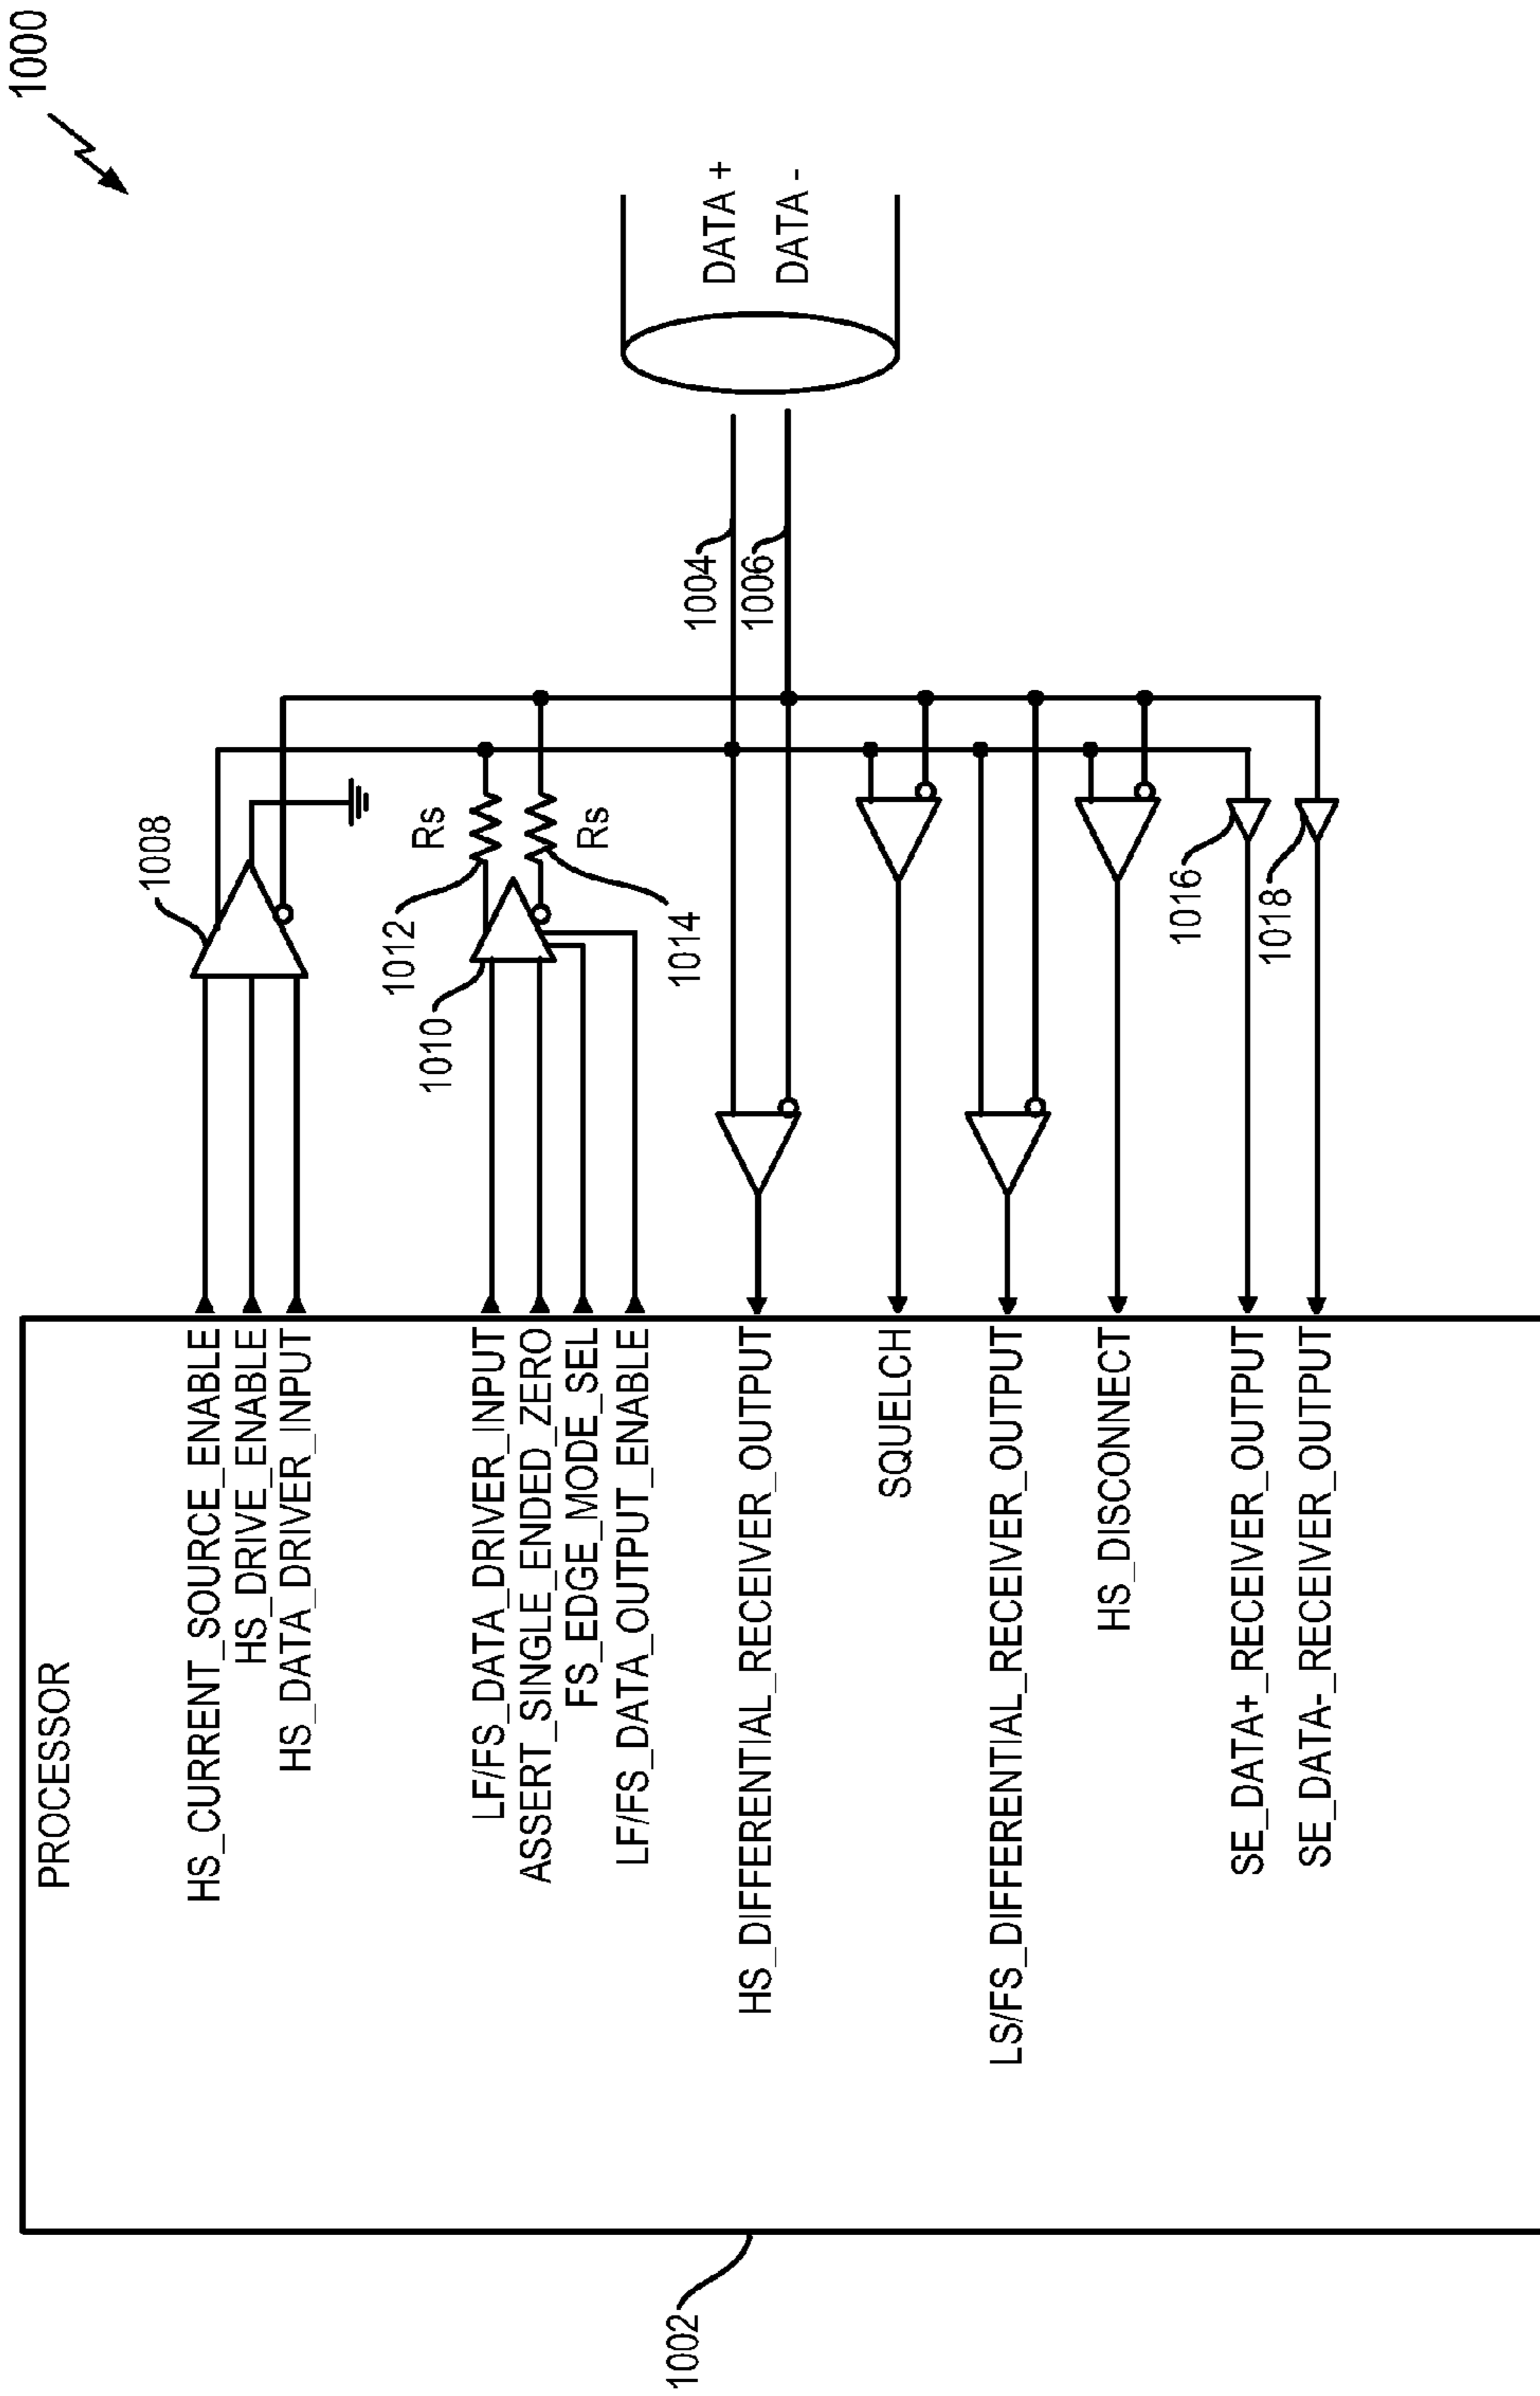 1000
PROCESSOR
HS_CURRENT_SOURCE_ENABLE
HS_DRIVE_ENABLE
HS_DATA_DRIVER_INPUT
LF/FS_DATA_DRIVER_INPUT
ASSERT_SINGLE_ENDED_ZERO
FS_EDGE_MODE_SEL
LF/FS_DATA_OUTPUT_ENABLE
HS_DIFFERENTIAL_RECEIVER_OUTPUT
SQUELCH
LS/FS_DIFFERENTIAL_RECEIVER_OUTPUT
HS_DISCONNECT
SE_DATA+_RECEIVER_OUTPUT
SE_DATA-_RECEIVER_OUTPUT
1002
1008
1010
1012
Rs
Rs
1014
1004
1006
DATA +
DATA -
1016
1018